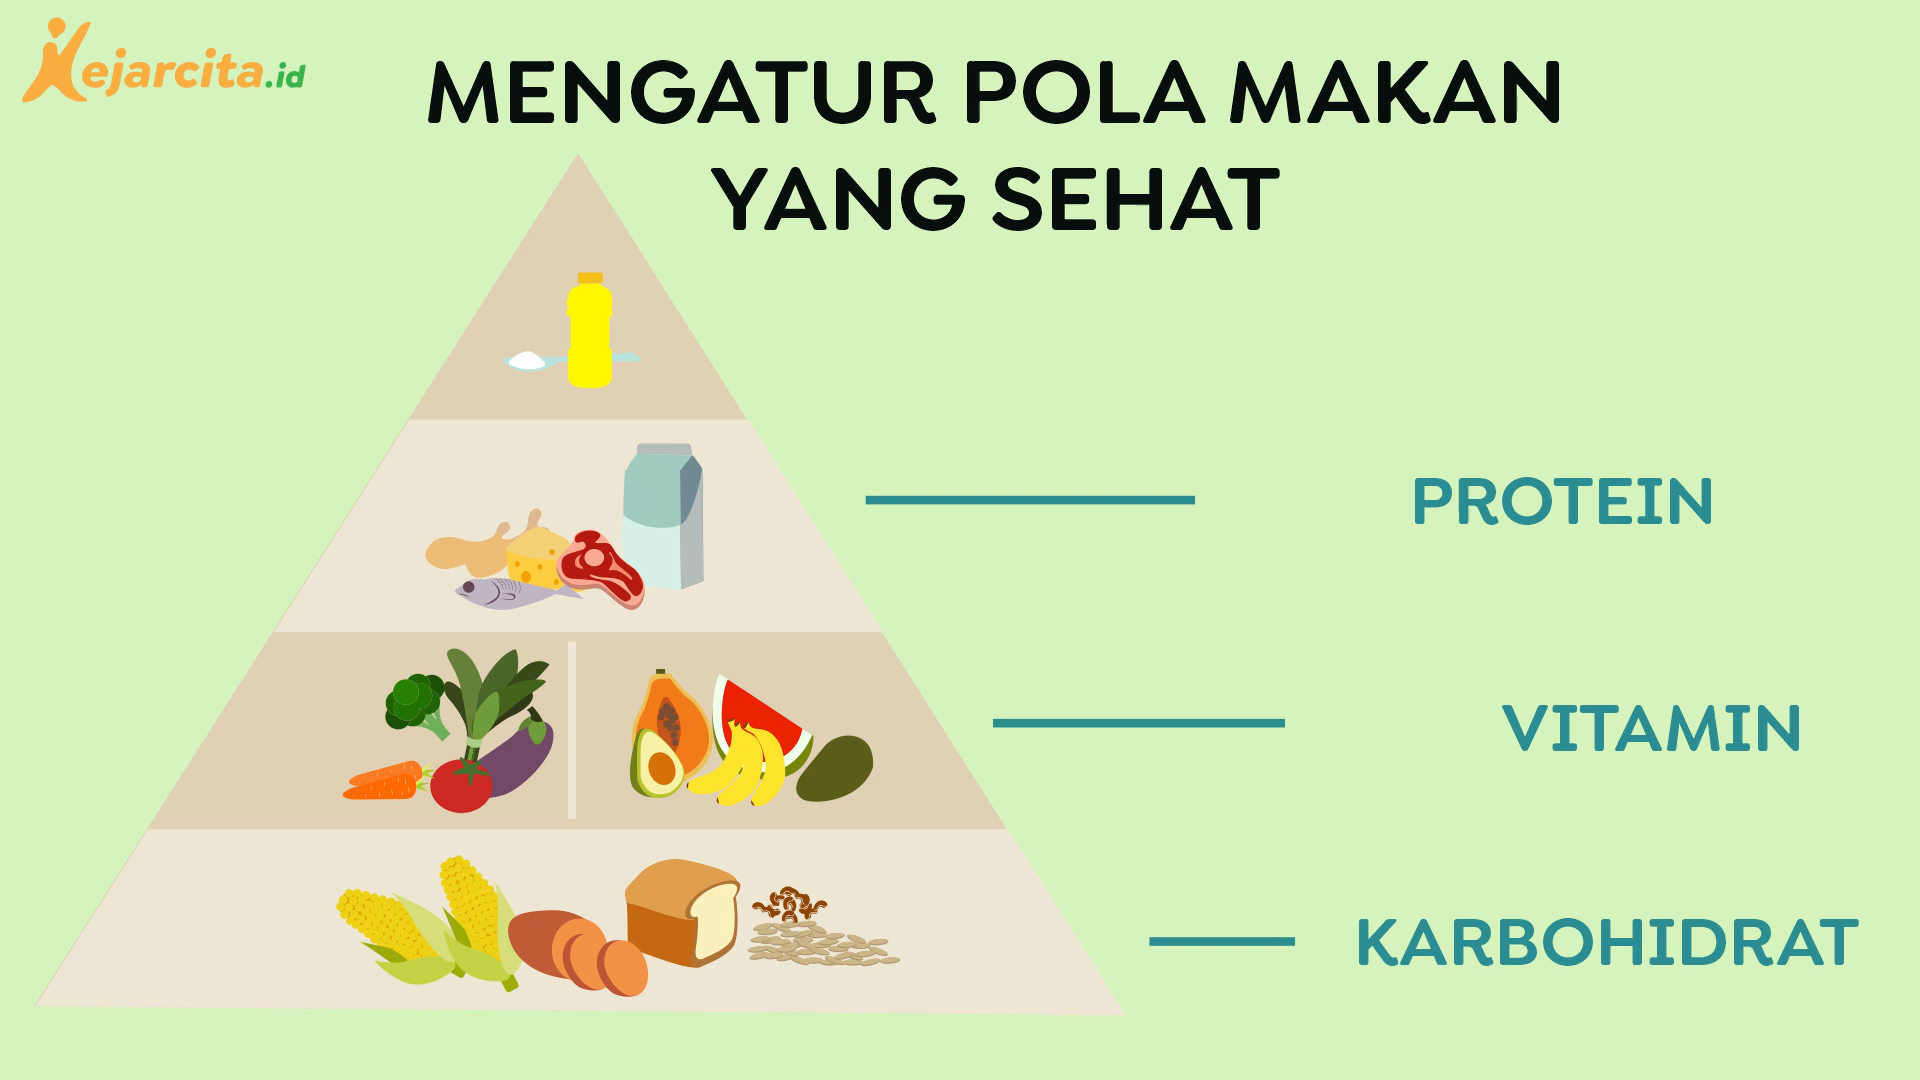 Kejarcita.id
MENGATUR POLA MAKAN
YANG SEHAT
PROTEIN
VITAMIN
KARBOHIDRAT